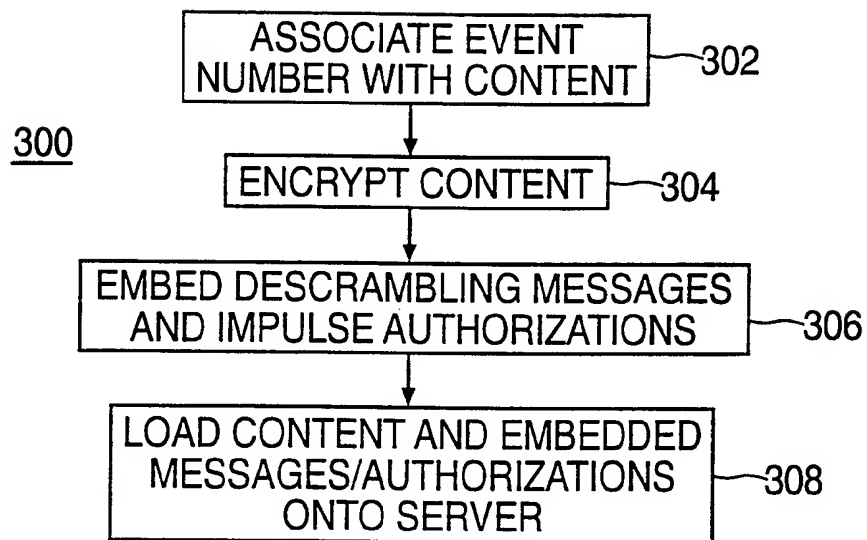 ASSOCIATE EVENT
NUMBER WITH CONTENT
302
300
ENCRYPT CONTENT
304
EMBED DESCRAMBLING MESSAGES
AND IMPULSE AUTHORIZATIONS
306
LOAD CONTENT AND EMBEDDED
MESSAGES/AUTHORIZATIONS
ONTO SERVER
308